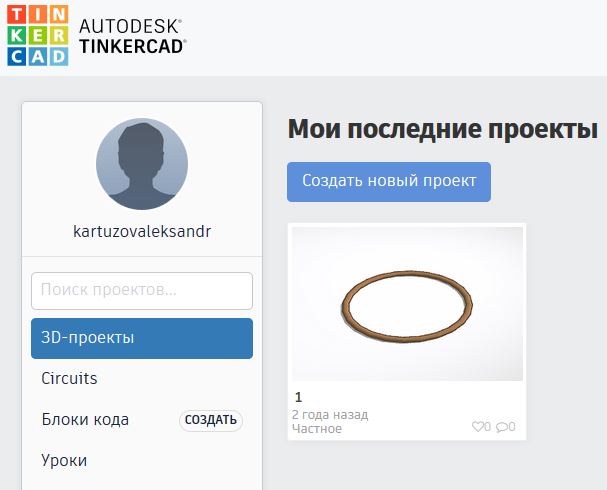 TIN
KER
CAD
AUTODESK®
TINKERCAD®
kartuzovaleksandr
Поиск проектов...
3D-проекты
Circuits
Блоки кода СОЗДАТЬ
Уроки
Мои последние проекты
Создать новый проект
1
2 года назад
Частное
0 0